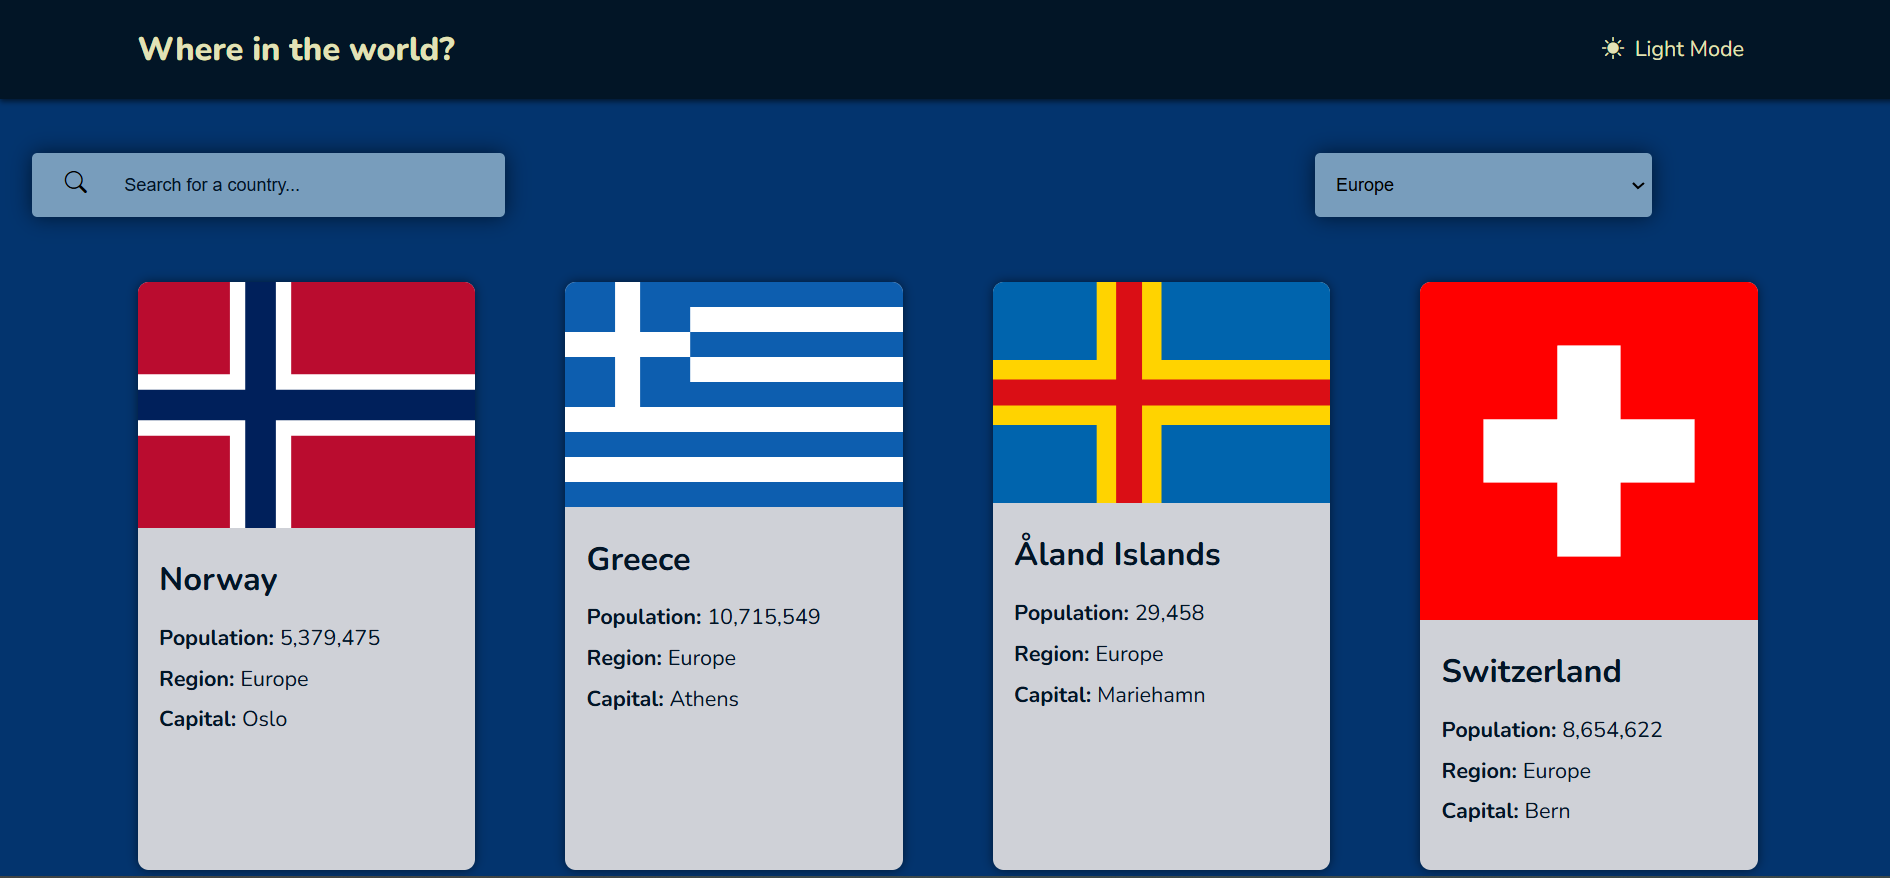 Where in the world?
Light Mode
Search for a country...
Europe
Norway
Population: 5,379,475
Region: Europe
Capital: Oslo
Greece
Population: 10,715,549
Region: Europe
Capital: Athens
Åland Islands
Population: 29,458
Region: Europe
Capital: Mariehamn
Switzerland
Population: 8,654,622
Region: Europe
Capital: Bern